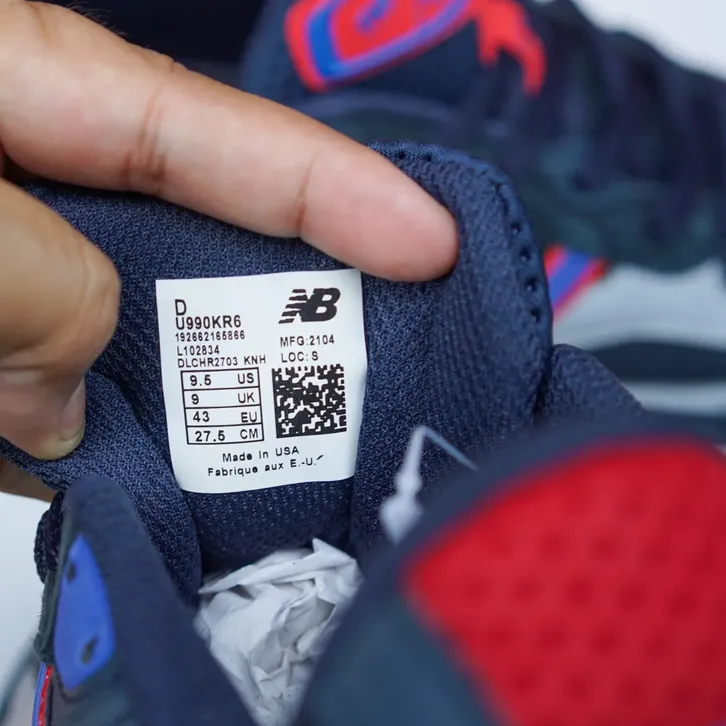 D
NB
U990KR6
192662165866
MFG:2104
L102834
LOC: S
DLCHR2703 KNH
9.5 US
9 UK
43 EU
27.5 CM
Made in USA
Fabrique aux E.-U.